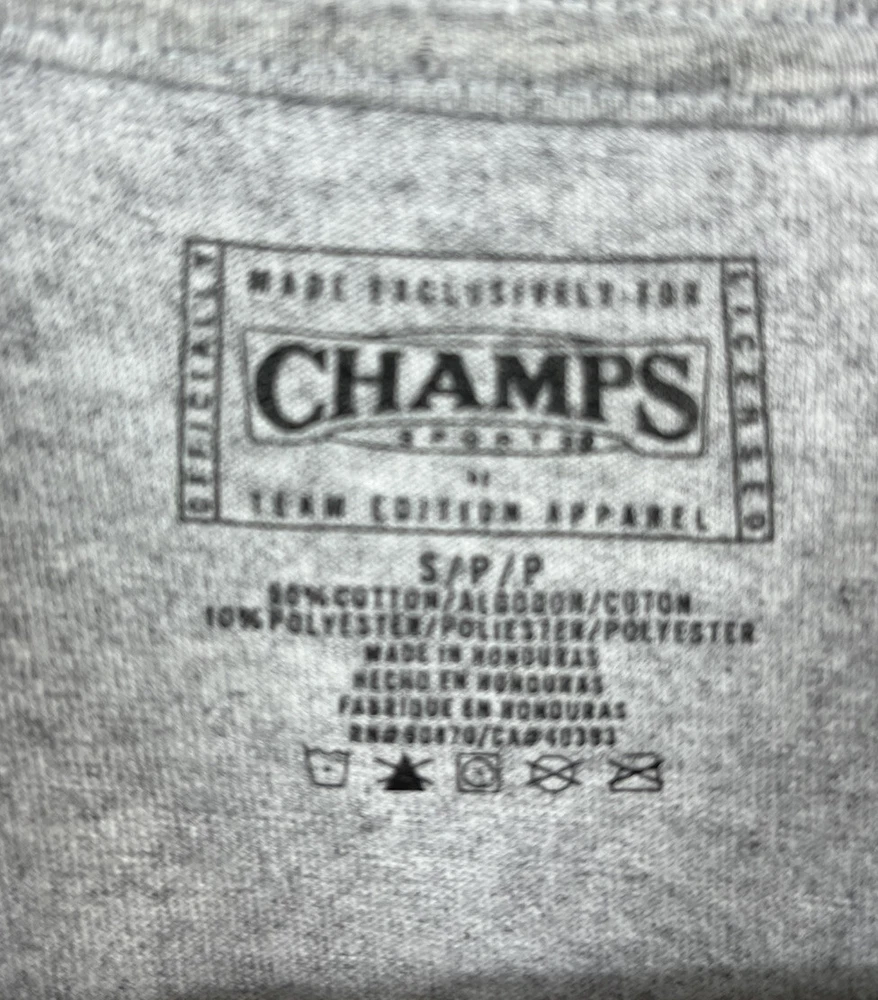 OFFICIALLY
MADE EXCLUSIVELY FOR
LICENSED
CHAMPS
SPORTS
BY
TEAM EDITION APPAREL
S/P/P
90% COTTON/ALGODON/COTON
10% POLYESTER/POLIESTER/POLYESTER
MADE IN HONDURAS
HECHO EN HONDURAS
FABRIQUE EN HONDURAS